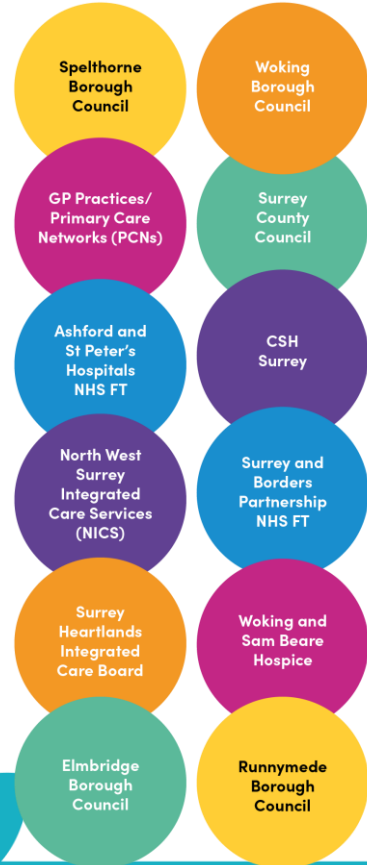 Spelthorne
Borough
Council
Woking
Borough
Council
GP Practices/
Primary Care
Networks (PCNs)
Surrey
County
Council
Ashford and
St Peter's
Hospitals
NHS FT
CSH
Surrey
North West
Surrey
Integrated
Care Services
(NICS)
Surrey and
Borders
Partnership
NHS FT
Surrey
Heartlands
Integrated
Care Board
Woking and
Sam Beare
Hospice
Elmbridge
Borough
Council
Runnymede
Borough
Council